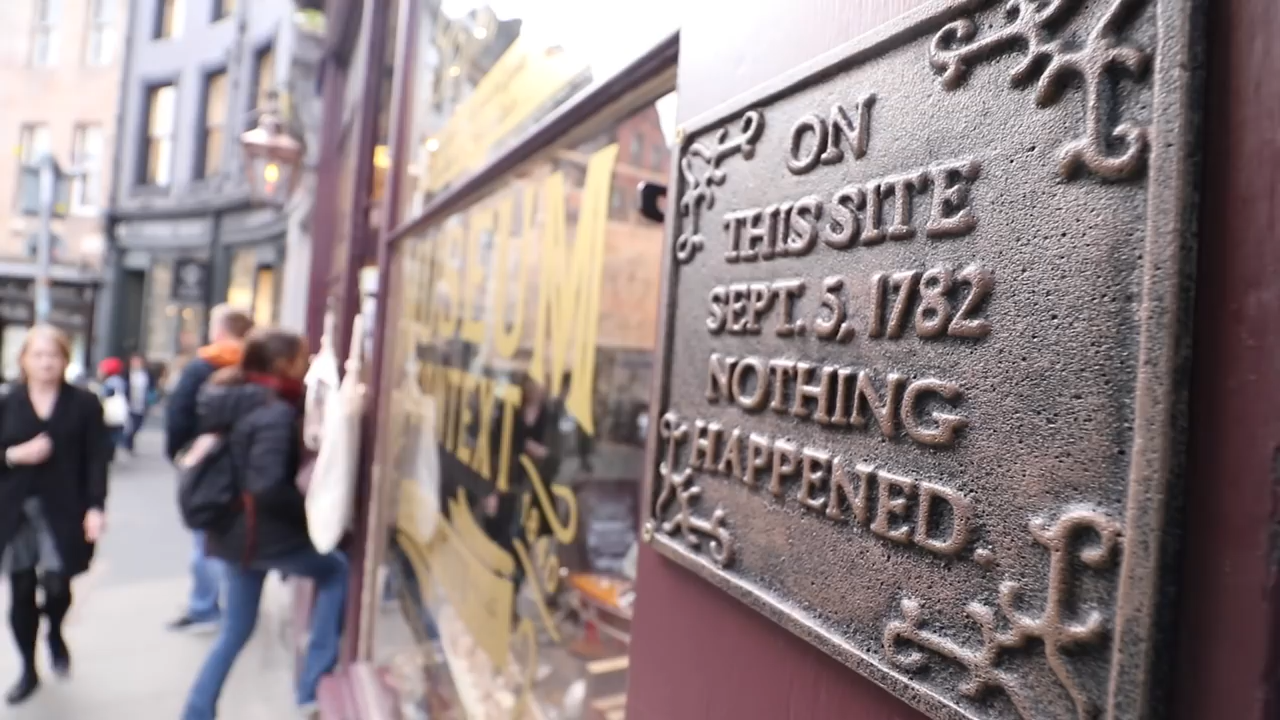 ON
THIS SITE
SEPT. 5, 1782
NOTHING
HAPPENED.